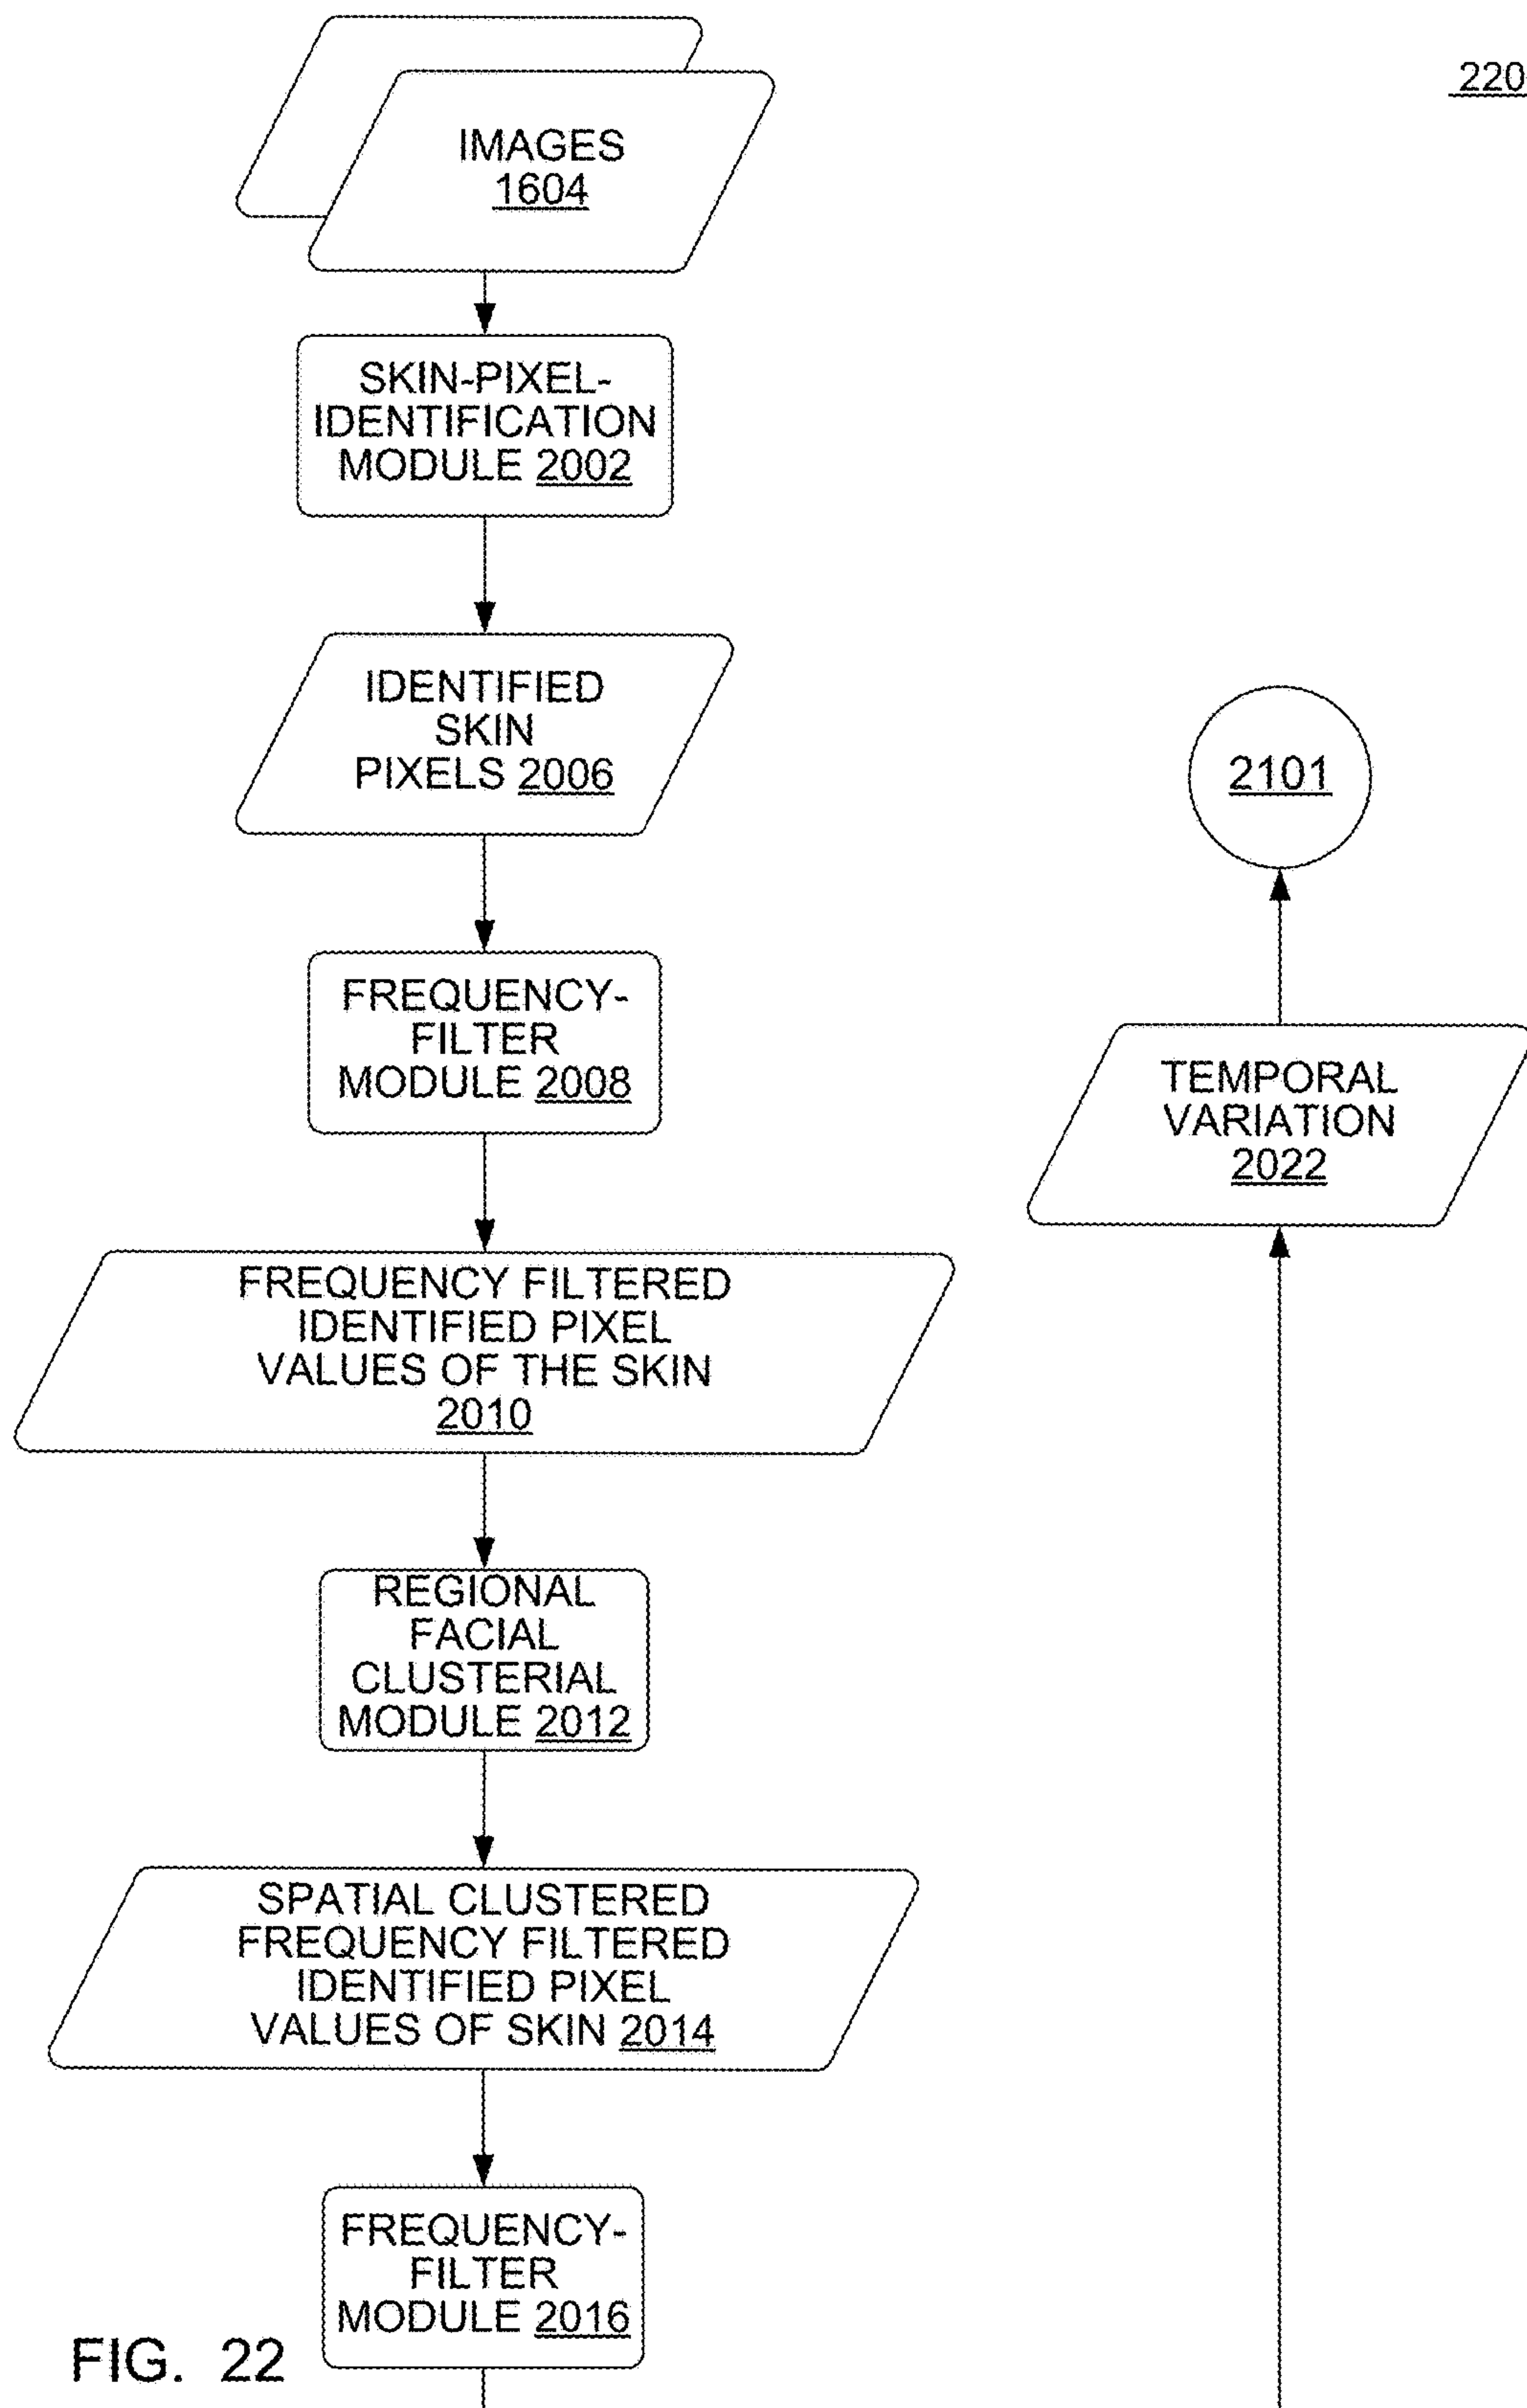 220
IMAGES
1604
SKIN-PIXEL-
IDENTIFICATION
MODULE 2002
IDENTIFIED
SKIN
PIXELS 2006
2101
FREQUENCY-
FILTER
MODULE 2008
TEMPORAL
VARIATION
2022
FREQUENCY FILTERED
IDENTIFIED PIXEL
VALUES OF THE SKIN
2010
REGIONAL
FACIAL
CLUSTERIAL
MODULE 2012
SPATIAL CLUSTERED
FREQUENCY FILTERED
IDENTIFIED PIXEL
VALUES OF SKIN 2014
FREQUENCY-
FILTER
MODULE 2016
FIG. 22